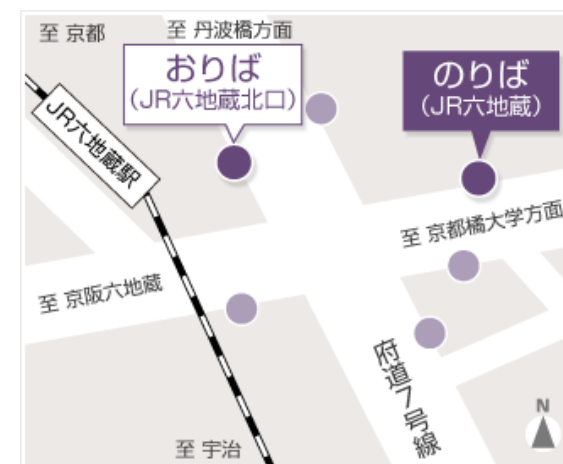 至 京都
至 丹波橋方面
おりば
（JR六地蔵北口）
のりば
（JR六地蔵）
JR六地蔵駅
至 京都橘大学方面
至 京阪六地蔵
府道7号線
至 宇治
N